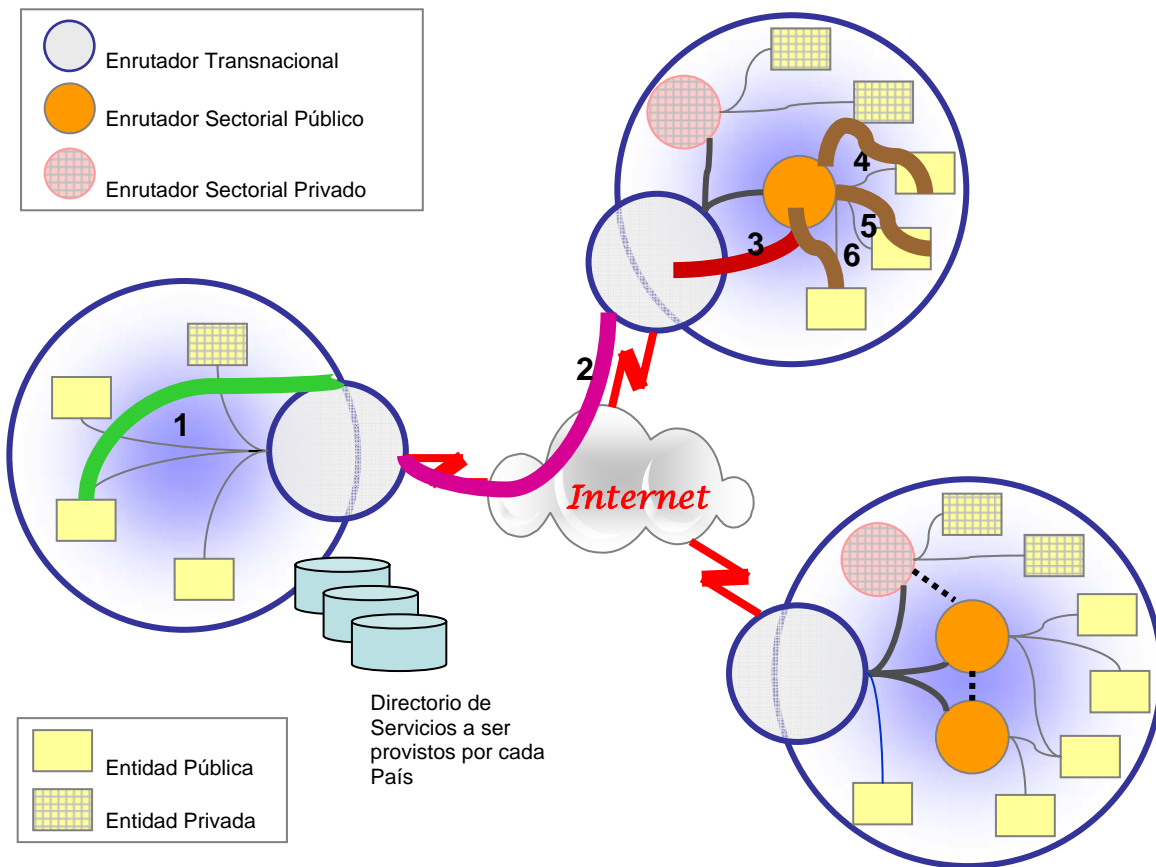 Enrutador Transnacional
Enrutador Sectorial Público
Enrutador Sectorial Privado
4
5
3
6
2
1
Internet
Directorio de
Servicios a ser
provistos por cada
País
Entidad Pública
Entidad Privada